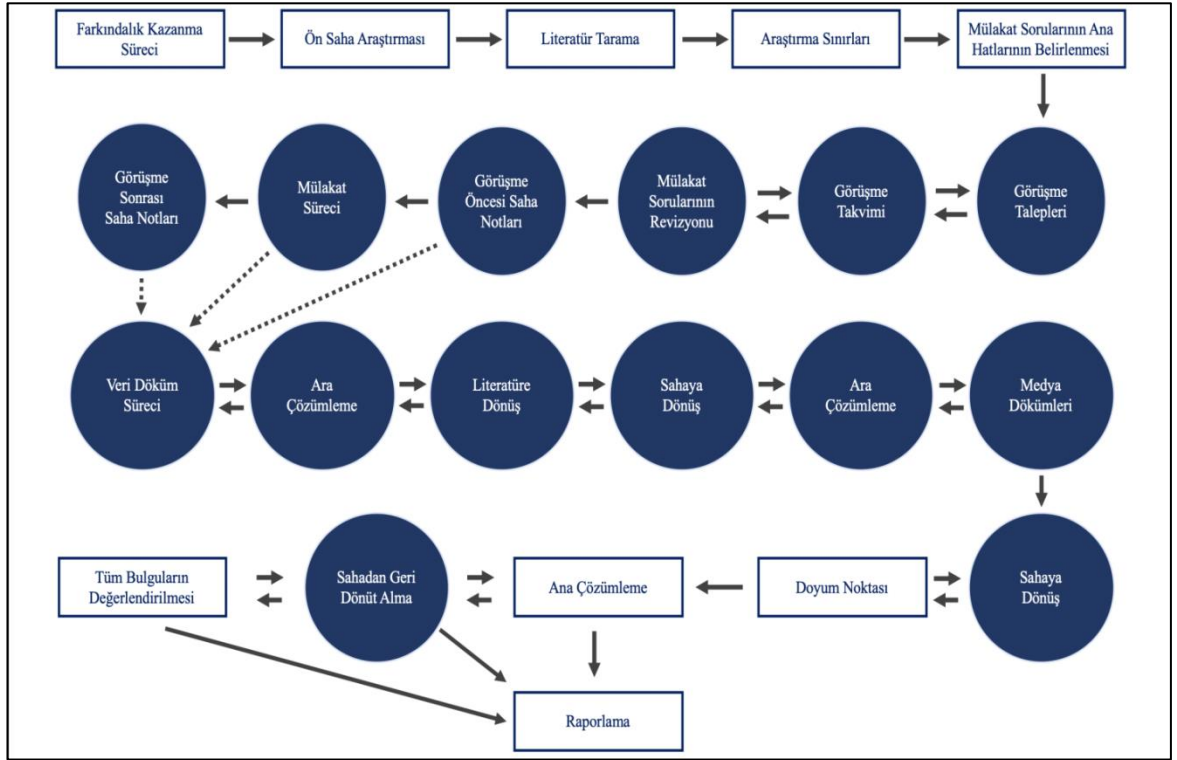 Farkındalık Kazanma
Süreci
Ön Saha Araştırması
Literatür Tarama
Araştırma Sınırları
Mülakat Sorularının Ana
Hatlarının Belirlenmesi
Görüşme
Sonrası
Saha Notları
Mülakat
Süreci
Görüşme
Öncesi Saha
Notları
Mülakat
Sorularının
Revizyonu
Görüşme
Takvimi
Görüşme
Talepleri
Veri Döküm
Süreci
Ara
Çözümleme
Literatüre
Dönüş
Sahaya
Dönüş
Ara
Çözümleme
Medya
Dökümleri
Tüm Bulguların
Değerlendirilmesi
Sahadan Geri
Dönüt Alma
Ana Çözümleme
Doyum Noktası
Sahaya
Dönüş
Raporlama